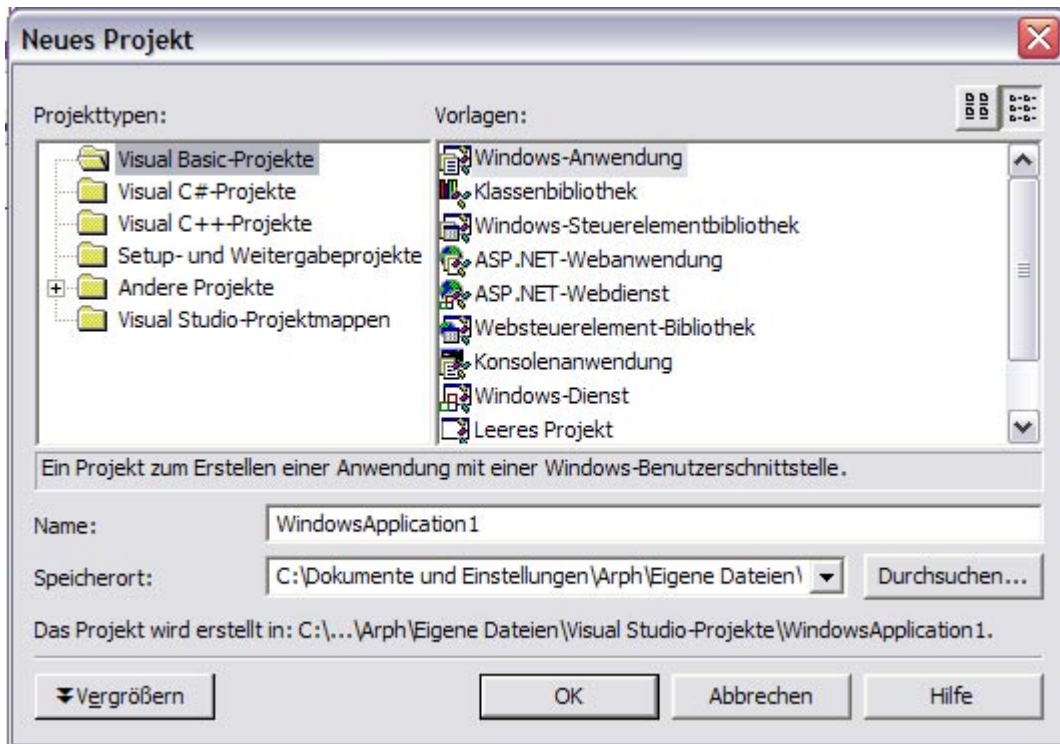 Neues Projekt
Projekttypen:
Vorlagen:
Visual Basic-Projekte
Visual C#-Projekte
Visual C++-Projekte
Setup- und Weitergabeprojekte
Andere Projekte
Visual Studio-Projektmappen
Windows-Anwendung
Klassenbibliothek
Windows-Steuerelementbibliothek
ASP.NET-Webanwendung
ASP.NET-Webdienst
Websteuerelement-Bibliothek
Konsolenanwendung
Windows-Dienst
Leeres Projekt
Ein Projekt zum Erstellen einer Anwendung mit einer Windows-Benutzerschnittstelle.
Name:
WindowsApplication1
Speicherort:
C:\Dokumente und Einstellungen\Arph\Eigene Dateien\
Durchsuchen...
Das Projekt wird erstellt in: C:\...\Arph\Eigene Dateien\Visual Studio-Projekte\WindowsApplication1.
Vergrößern
OK
Abbrechen
Hilfe